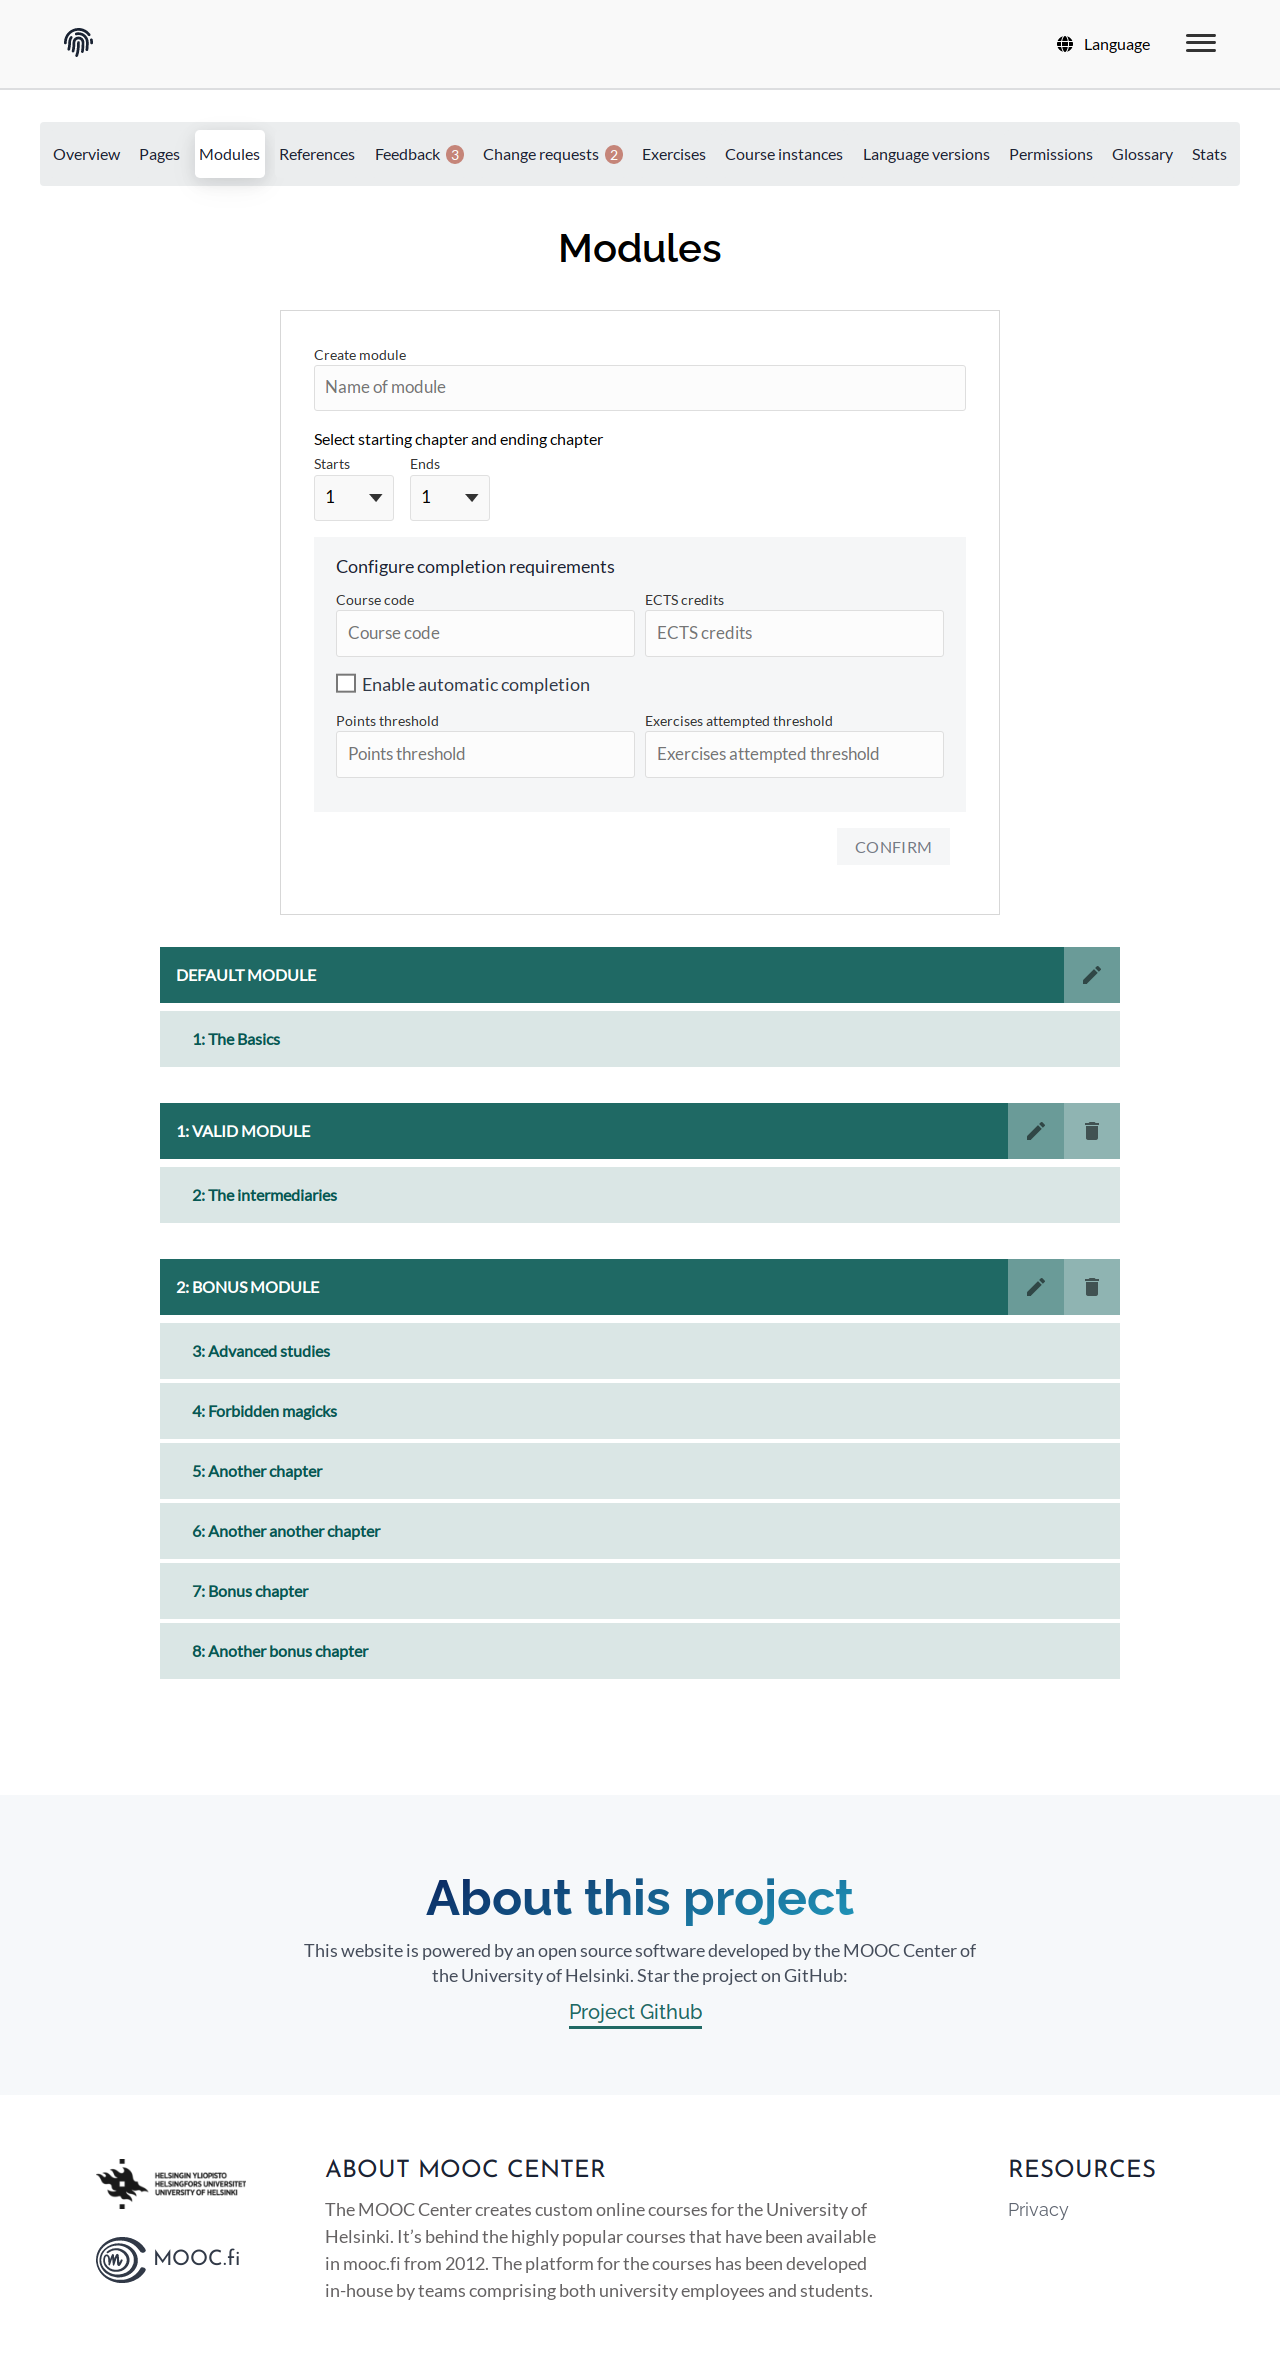 Language
Overview Pages Modules References Feedback 3 Change requests 2 Exercises Course instances Language versions Permissions Glossary Stats
Modules
Create module
Name of module
Select starting chapter and ending chapter
Starts Ends
1 1
Configure completion requirements
Course code ECTS credits
Course code ECTS credits
Enable automatic completion
Points threshold Exercises attempted threshold
Points threshold Exercises attempted threshold
CONFIRM
DEFAULT MODULE
1: The Basics
1: VALID MODULE
2: The intermediaries
2: BONUS MODULE
3: Advanced studies
4: Forbidden magicks
5: Another chapter
6: Another another chapter
7: Bonus chapter
8: Another bonus chapter
About this project
This website is powered by an open source software developed by the MOOC Center of
the University of Helsinki. Star the project on GitHub:
Project Github
HELSINGIN YLIOPISTO
HELSINGFORS UNIVERSITET
UNIVERSITY OF HELSINKI
MOOC.fi
ABOUT MOOC CENTER
The MOOC Center creates custom online courses for the University of
Helsinki. It’s behind the highly popular courses that have been available
in mooc.fi from 2012. The platform for the courses has been developed
in-house by teams comprising both university employees and students.
RESOURCES
Privacy